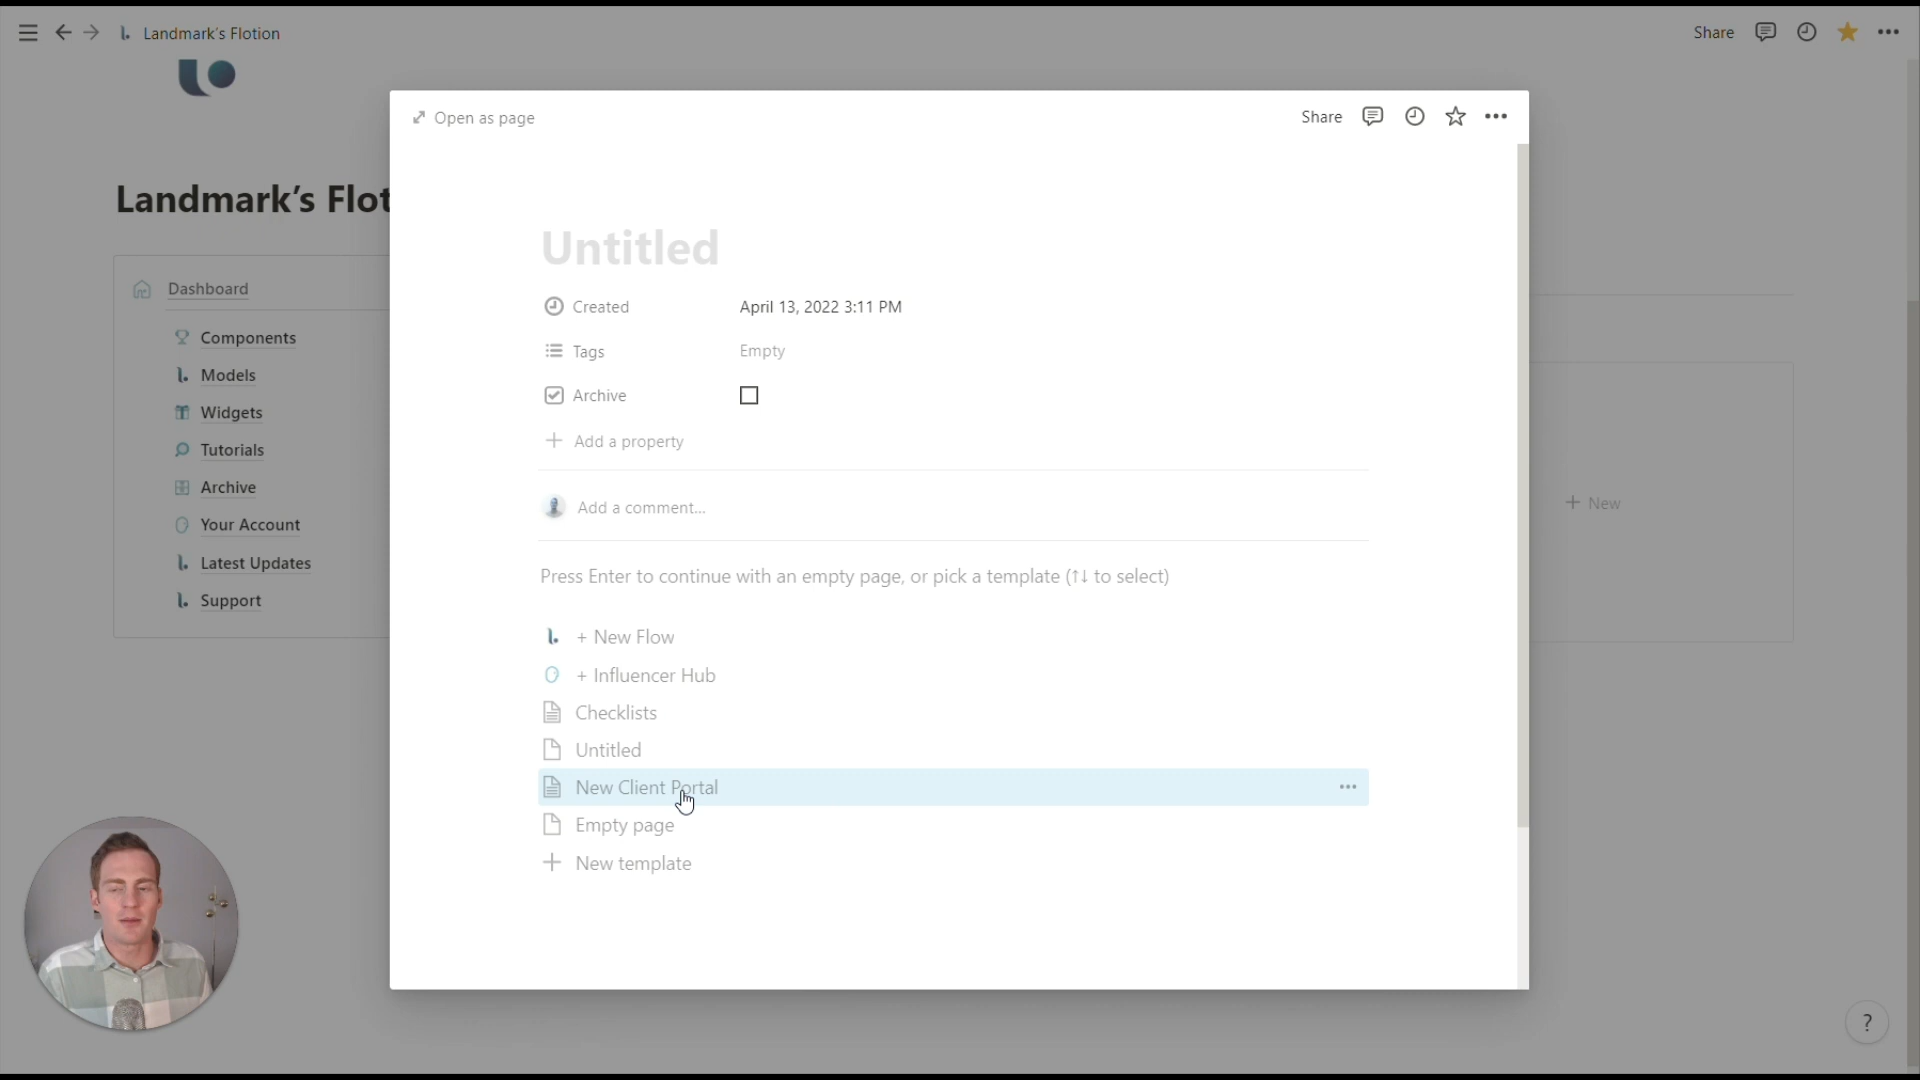 Landmark's Flotion
Share
Open as page
Share
Landmark's Flot
Untitled
Dashboard
Created
April 13, 2022 3:11 PM
Components
Tags
Empty
Models
Archive
Widgets
+ Add a property
Tutorials
Archive
Add a comment...
+ New
Your Account
Latest Updates
Press Enter to continue with an empty page, or pick a template (↑↓ to select)
Support
+ New Flow
+ Influencer Hub
Checklists
Untitled
New Client Portal
Empty page
+ New template
?